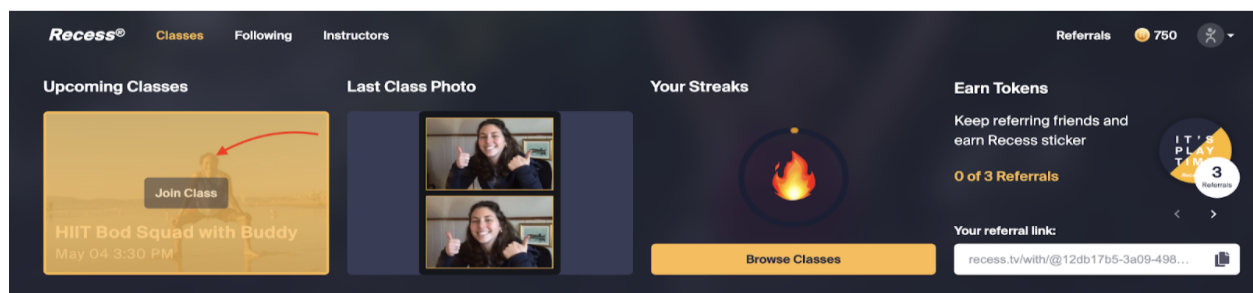 Recess®
Classes
Following
Instructors
Referrals
750
Upcoming Classes
Join Class
HIIT Bod Squad with Buddy
May 04 3:30 PM
Last Class Photo
Your Streaks
Browse Classes
Earn Tokens
Keep referring friends and
earn Recess sticker
0 of 3 Referrals
IT'S
PLAY
3
Referrals
Your referral link:
recess.tv/with/@12db17b5-3a09-498...